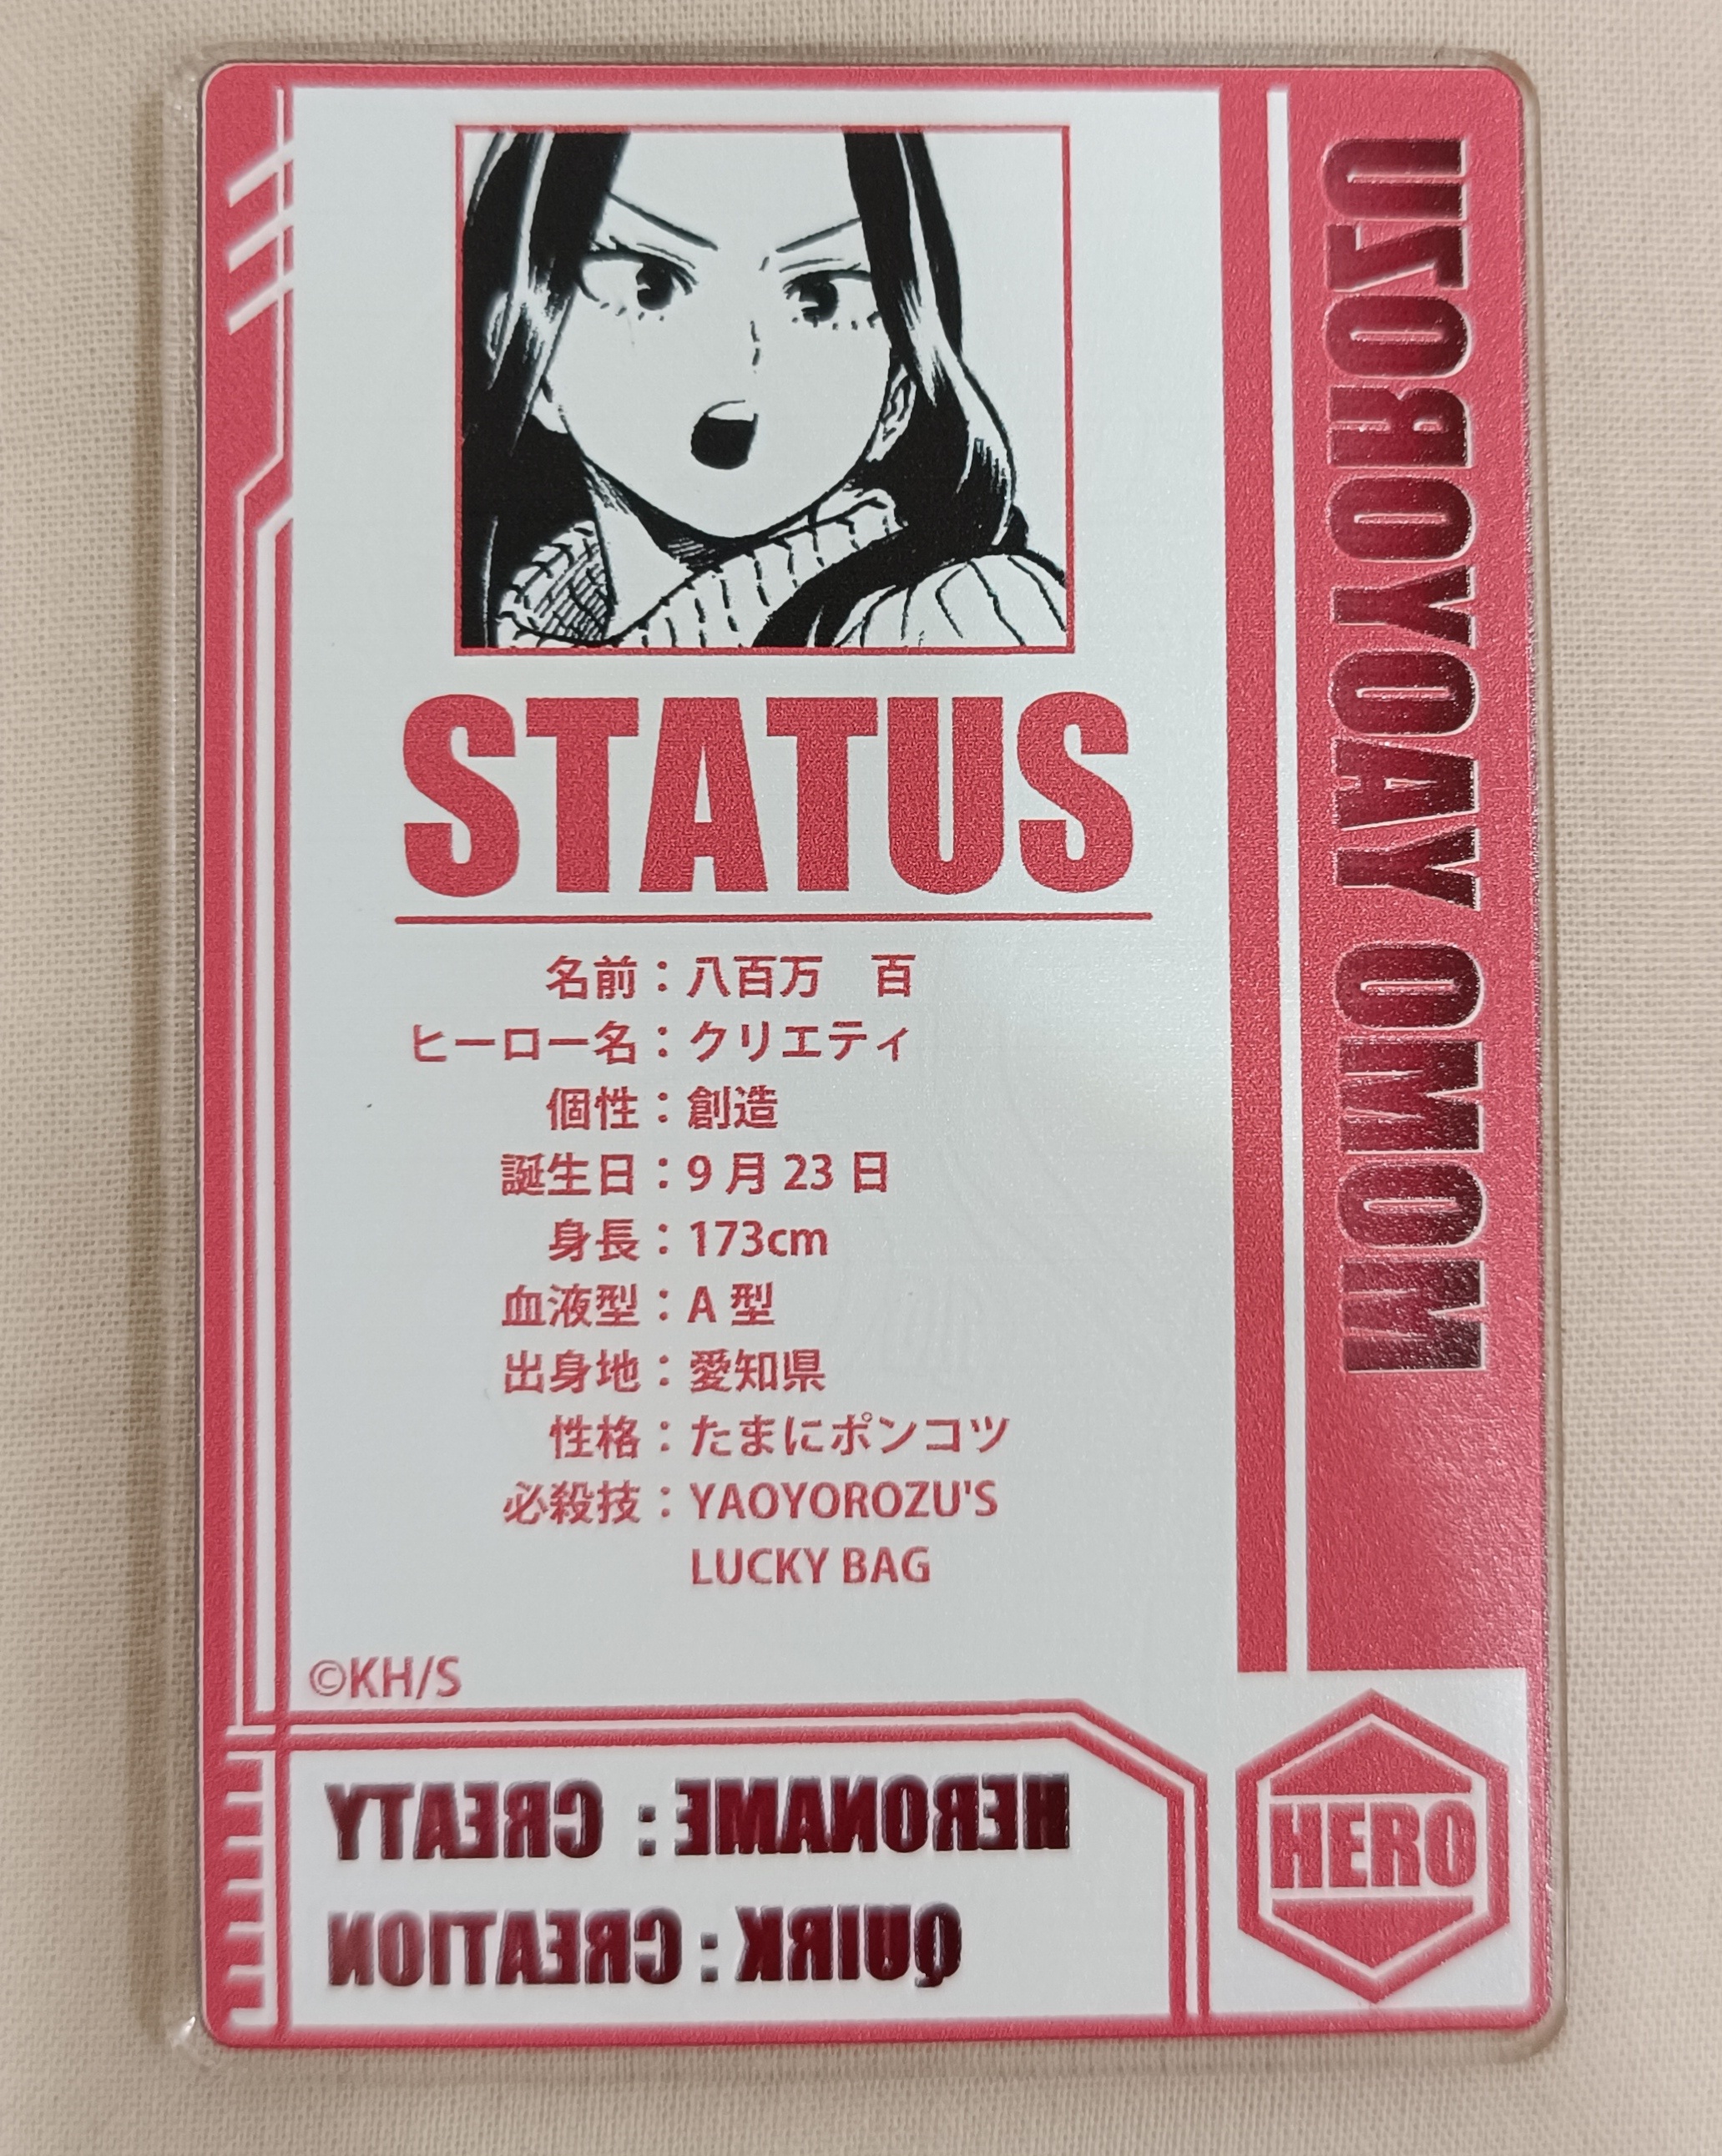 STATUS
名前：八百万　百
ヒーロー名：クリエティ
個性：創造
誕生日：9月23日
身長：173cm
血液型：A型
出身地：愛知県
性格：たまにポンコツ
必殺技：YAOYOROZU'S
LUCKY BAG
©KH/S
MOMO YAOYOROZU
HERONAME : CREATY
QUIRK : CREATION
HERO